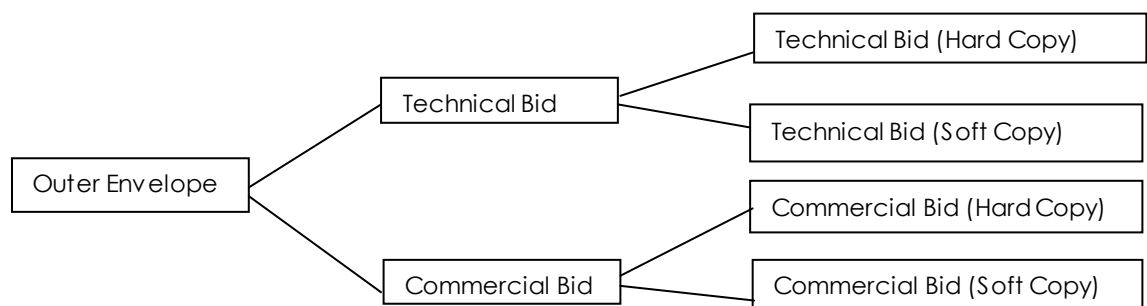 Technical Bid (Hard Copy)
Technical Bid
Technical Bid (Soft Copy)
Outer Envelope
Commercial Bid (Hard Copy)
Commercial Bid
Commercial Bid (Soft Copy)